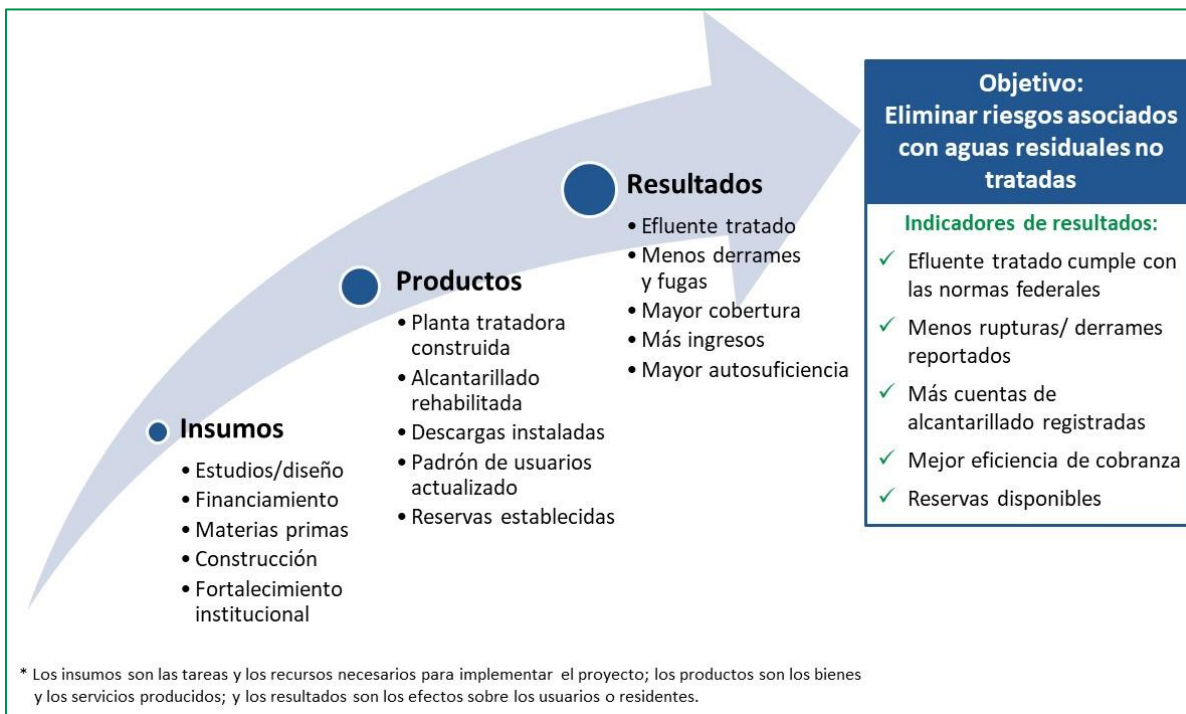 Insumos
• Estudios/diseño
• Financiamiento
• Materias primas
• Construcción
• Fortalecimiento
institucional
Productos
• Planta tratadora
construida
• Alcantarillado
rehabilitada
• Descargas instaladas
• Padrón de usuarios
actualizado
• Reservas establecidas
Resultados
• Efluente tratado
• Menos derrames
y fugas
• Mayor cobertura
• Más ingresos
• Mayor autosuficiencia
Objetivo:
Eliminar riesgos asociados
con aguas residuales no
tratadas
Indicadores de resultados:
✓ Efluente tratado cumple con
las normas federales
✓ Menos rupturas/ derrames
reportados
✓ Más cuentas de
alcantarillado registradas
✓ Mejor eficiencia de cobranza
✓ Reservas disponibles
* Los insumos son las tareas y los recursos necesarios para implementar el proyecto; los productos son los bienes
y los servicios producidos; y los resultados son los efectos sobre los usuarios o residentes.